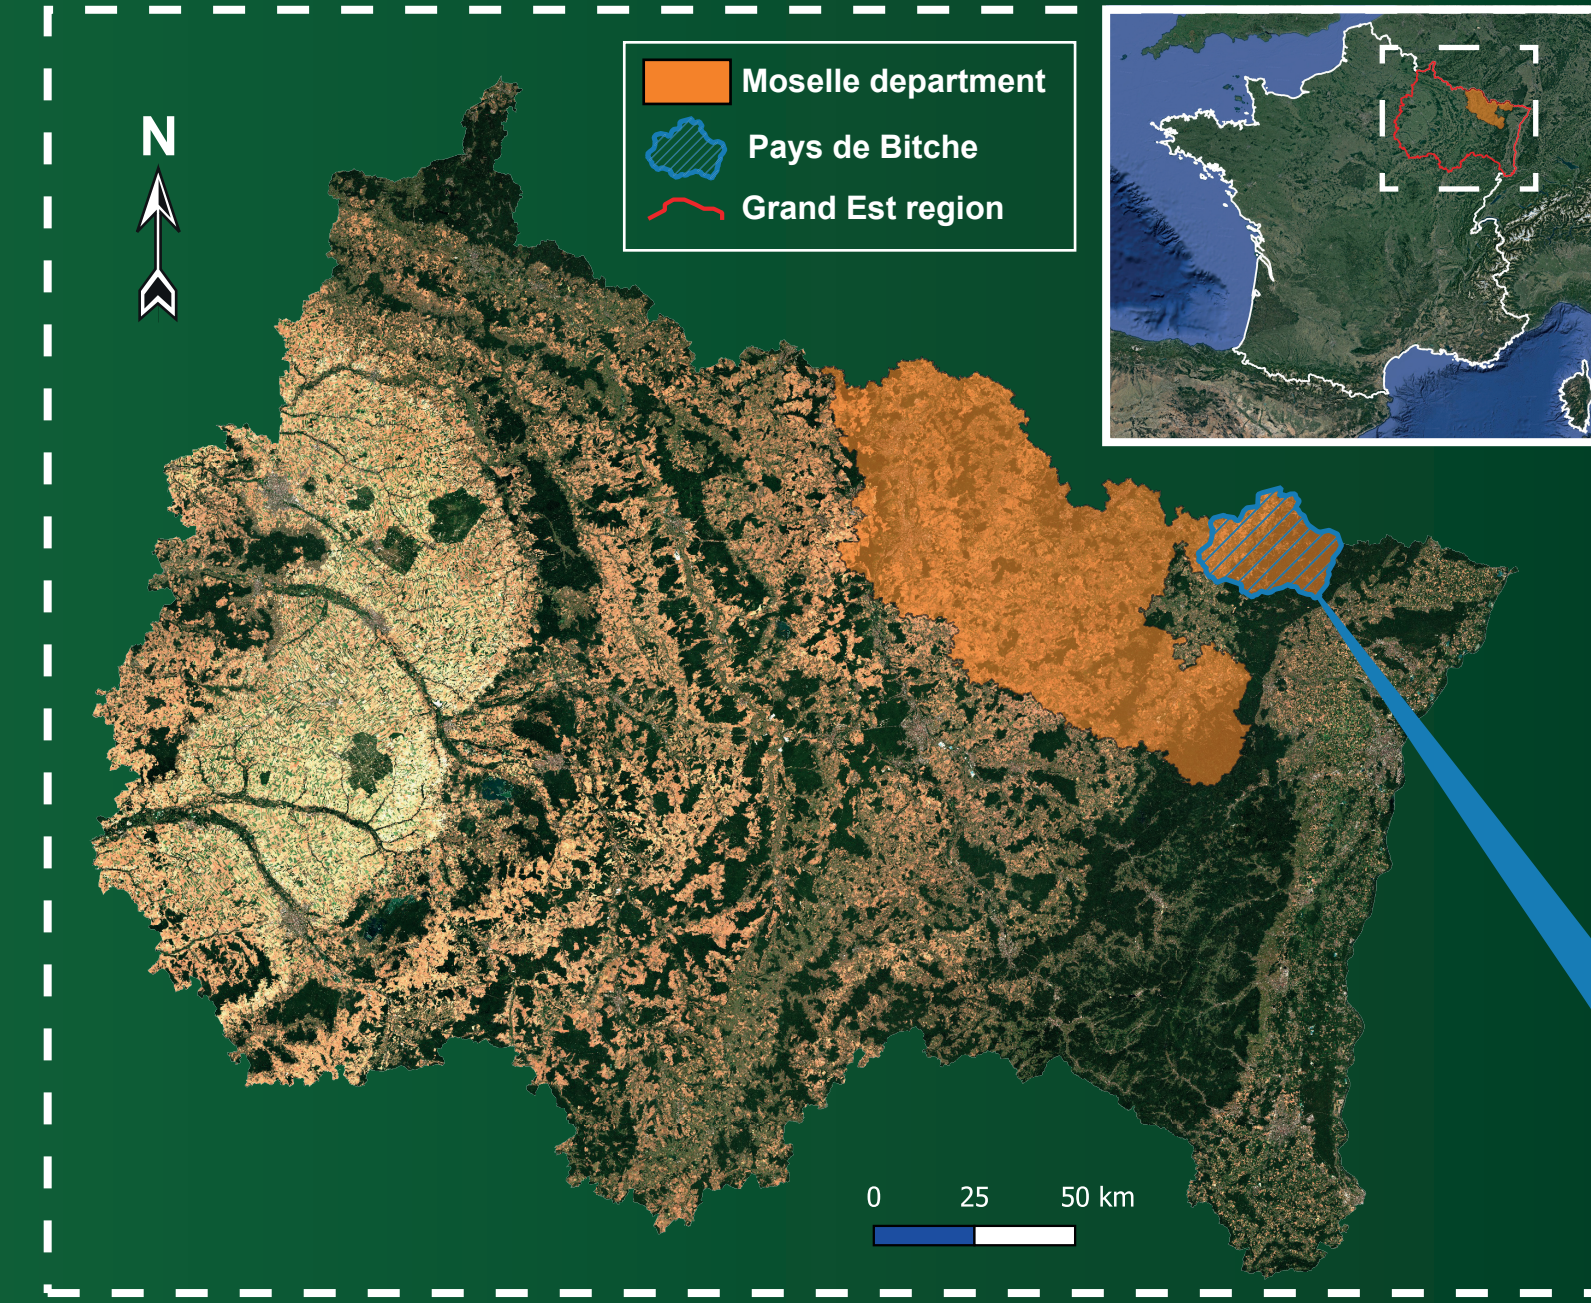 Moselle department
N
Pays de Bitche
Grand Est region
0 25 50 km